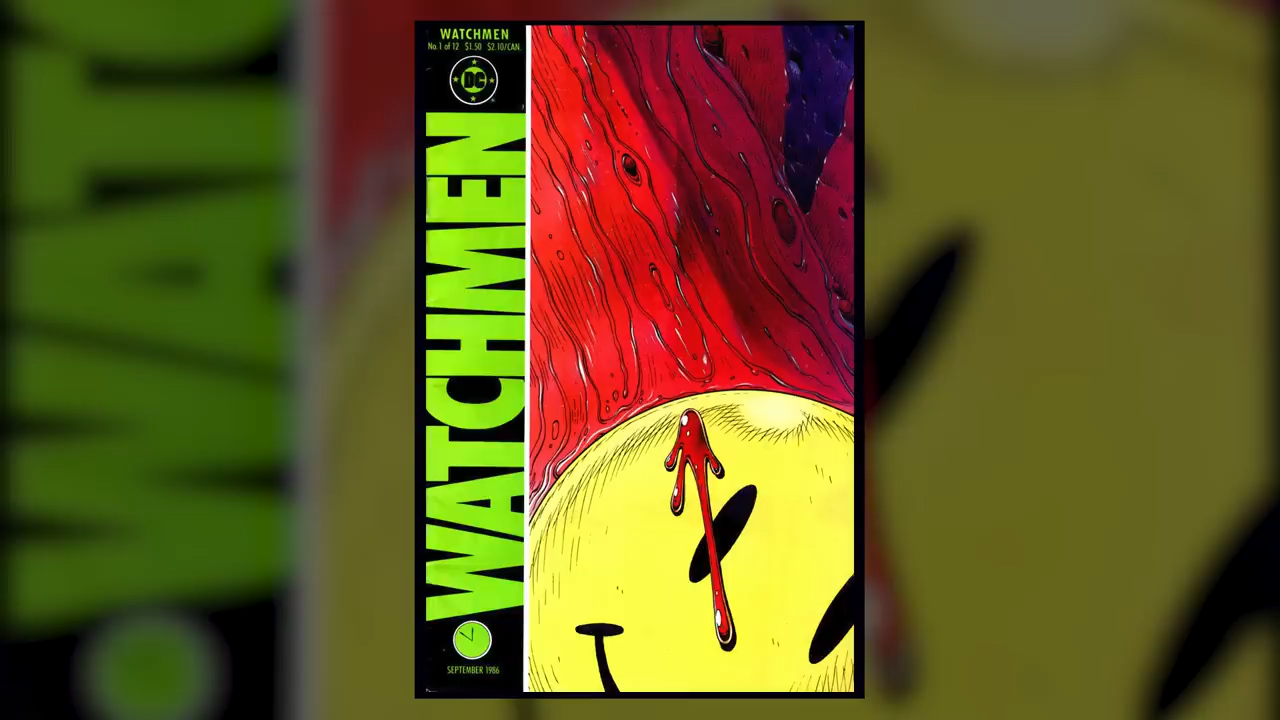 WATCHMEN
No. 1 of 12 $1.50 $2.10/CAN.
DC
WATCHMEN
SEPTEMBER 1986